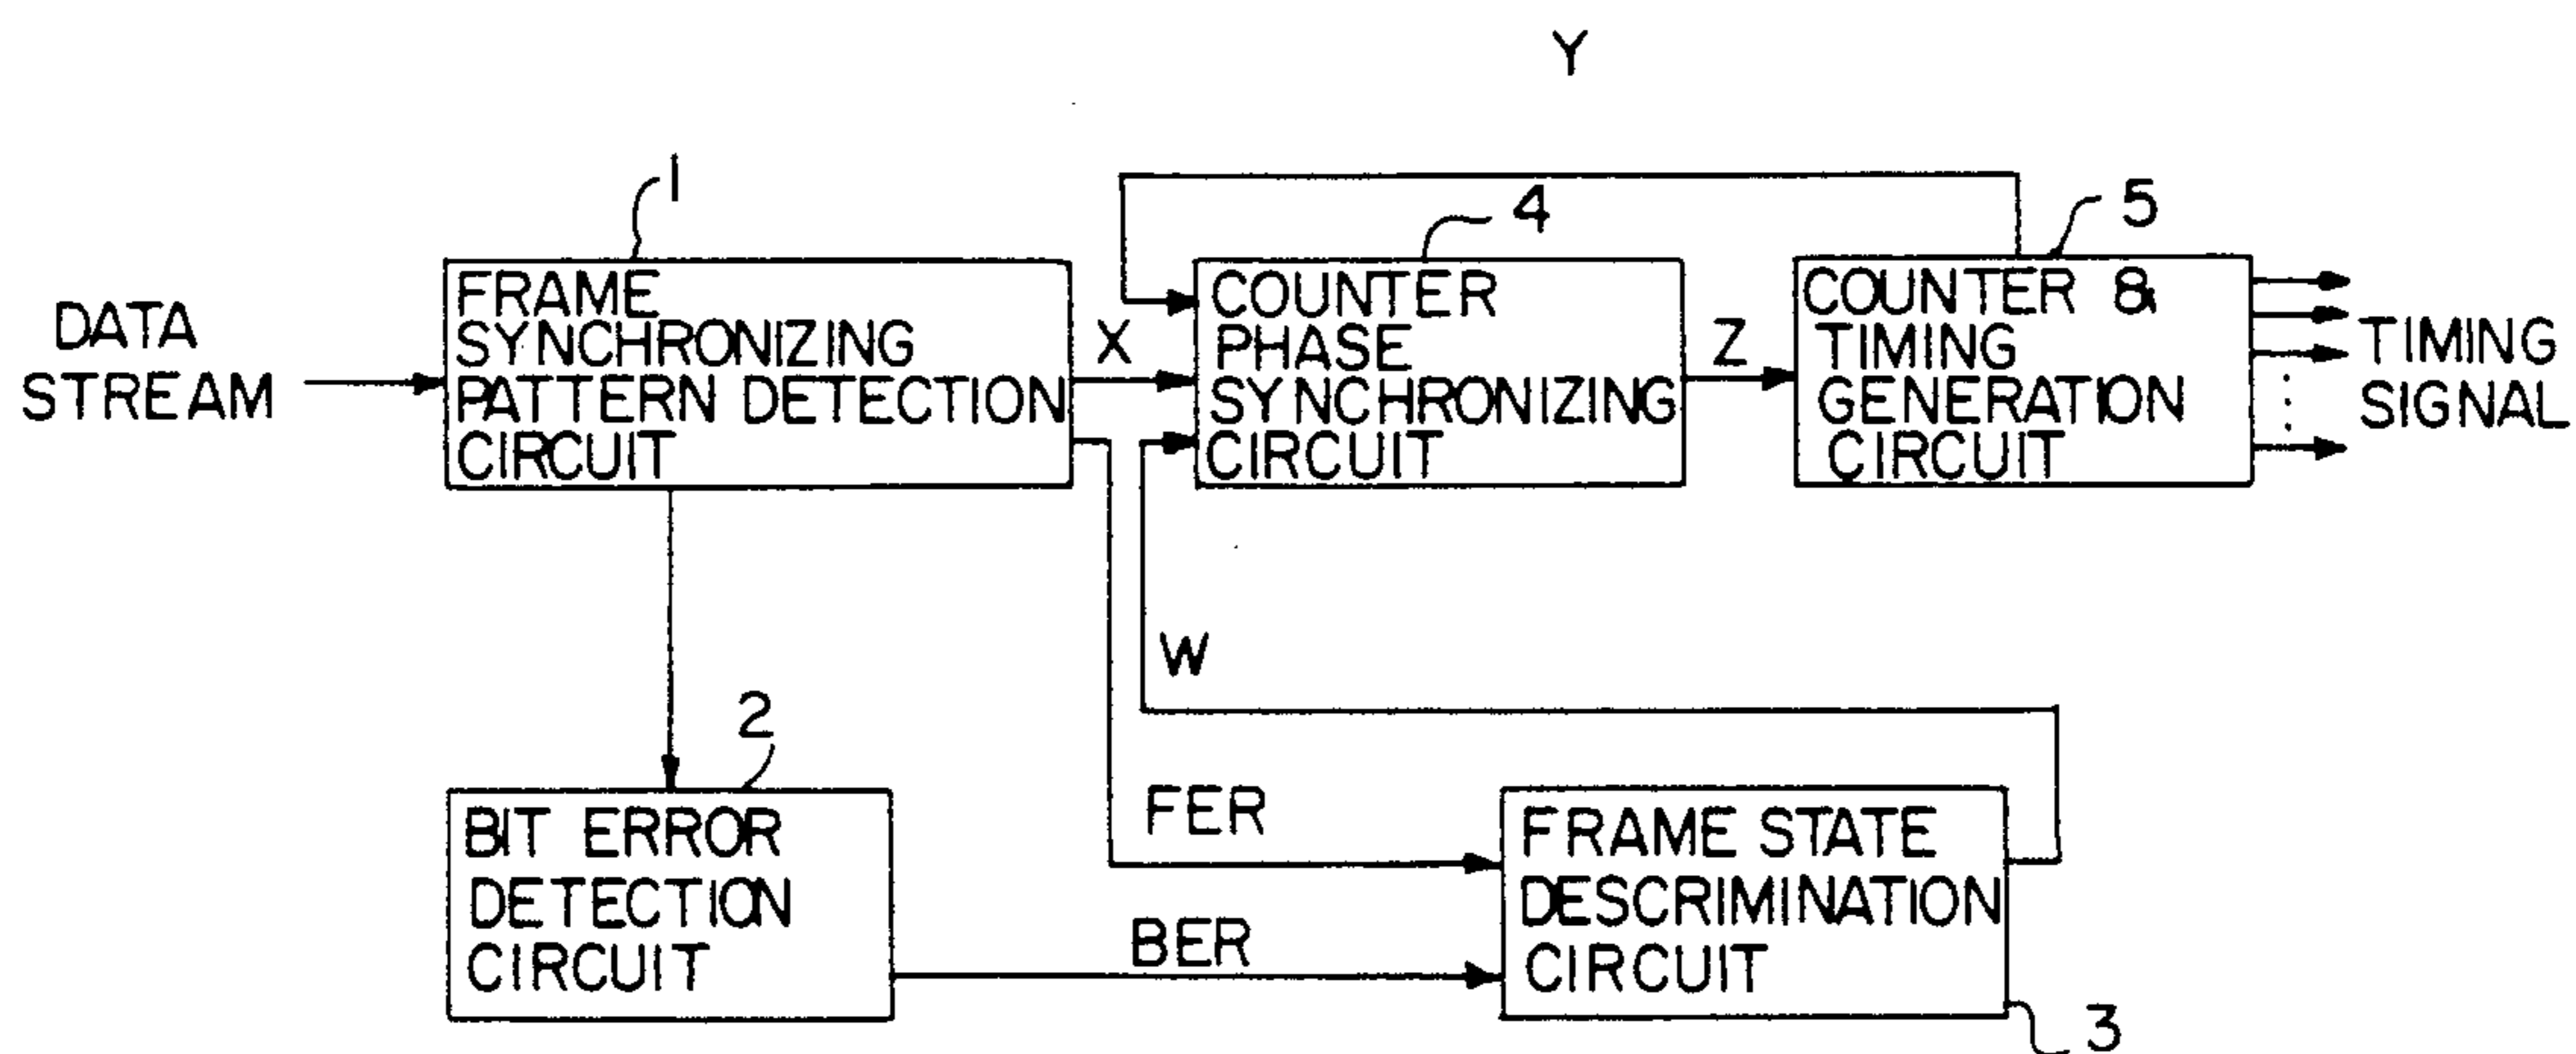 Y
1
4
5
DATA
STREAM
FRAME
SYNCHRONIZING
PATTERN DETECTION
CIRCUIT
X
COUNTER
PHASE
SYNCHRONIZING
CIRCUIT
Z
COUNTER &
TIMING
GENERATION
CIRCUIT
TIMING
SIGNAL
W
2
BIT ERROR
DETECTION
CIRCUIT
FER
BER
FRAME STATE
DESCRIMINATION
CIRCUIT
3